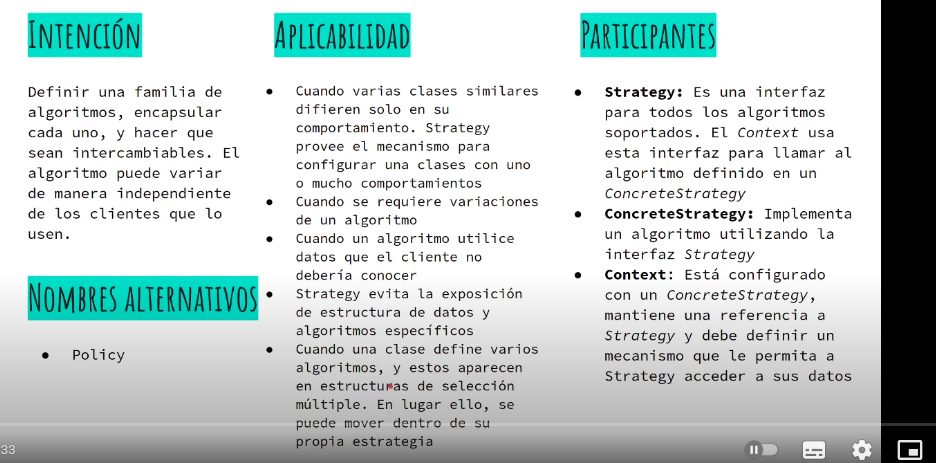 INTENCIÓN
Definir una familia de
algoritmos, encapsular
cada uno, y hacer que
sean intercambiables. El
algoritmo puede variar
de manera independiente
de los clientes que lo
usen.
NOMBRES ALTERNATIVOS
● Policy
APLICABILIDAD
● Cuando varias clases similares
difieren solo en su
comportamiento. Strategy
provee el mecanismo para
configurar una clases con uno
o mucho comportamientos
● Cuando se requiere variaciones
de un algoritmo
● Cuando un algoritmo utilice
datos que el cliente no
debería conocer
● Strategy evita la exposición
de estructura de datos y
algoritmos específicos
● Cuando una clase define varios
algoritmos, y estos aparecen
en estructuras de selección
múltiple. En lugar ello, se
puede mover dentro de su
propia estrategia
PARTICIPANTES
● Strategy: Es una interfaz
para todos los algoritmos
soportados. El Context usa
esta interfaz para llamar al
algoritmo definido en un
ConcreteStrategy
● ConcreteStrategy: Implementa
un algoritmo utilizando la
interfaz Strategy
● Context: Está configurado
con un ConcreteStrategy,
mantiene una referencia a
Strategy y debe definir un
mecanismo que le permita a
Strategy acceder a sus datos
33